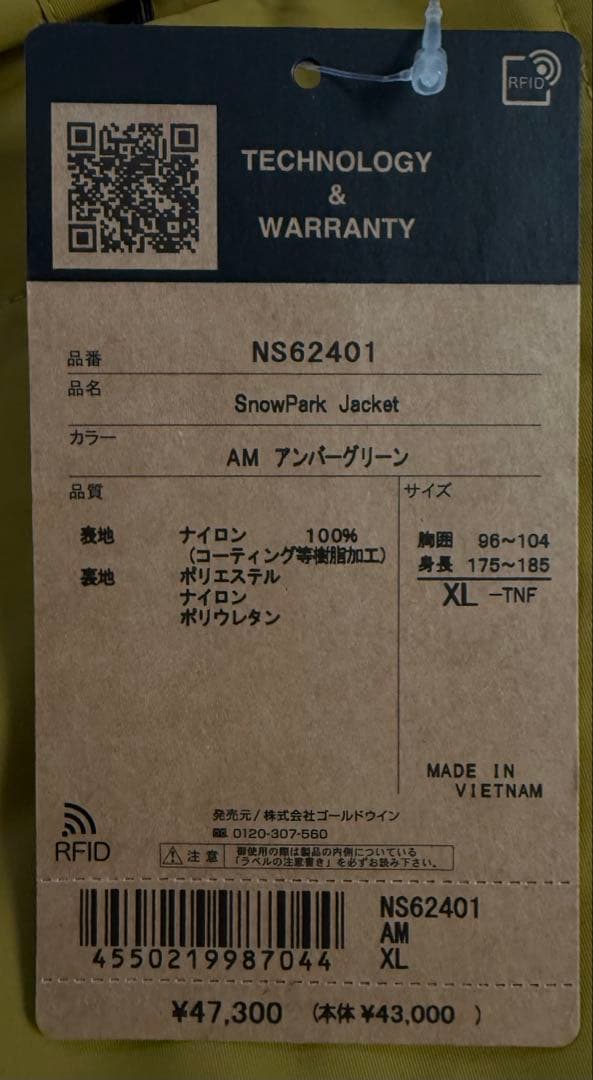 RFID
TECHNOLOGY
&
WARRANTY
品番 NS62401
品名 SnowPark Jacket
カラー AM アンバーグリーン
品質
表地 ナイロン 100%
(コーティング等樹脂加工)
裏地 ポリエステル
ナイロン
ポリウレタン
サイズ
胸囲 96~104
身長 175~185
XL -TNF
MADE IN
VIETNAM
RFID
発売元/株式会社ゴールドウイン
0120-307-560
注意 御使用の際は製品の内側についている
「ラベルの注意書き」を必ずお読み下さい。
4550219987044
NS62401
AM
XL
¥47,300 (本体 ¥43,000 )